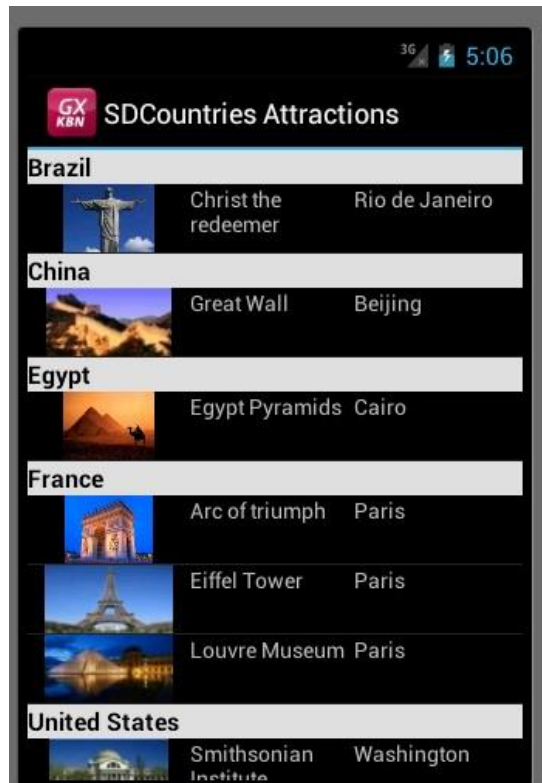 3G 5:06
GX
KBN
SDCountries Attractions
Brazil
Christ the
redeemer
Rio de Janeiro
China
Great Wall Beijing
Egypt
Egypt Pyramids Cairo
France
Arc of triumph Paris
Eiffel Tower Paris
Louvre Museum Paris
United States
Smithsonian
Institute
Washington